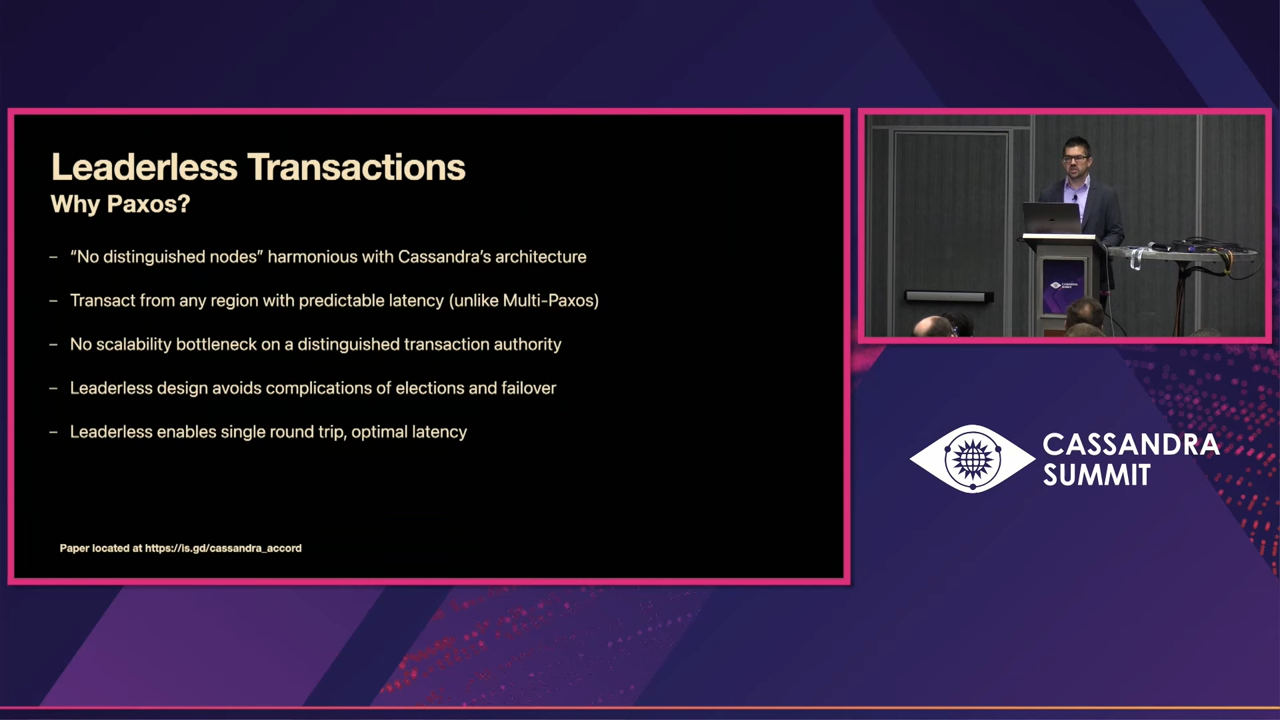 Leaderless Transactions
Why Paxos?
– “No distinguished nodes” harmonious with Cassandra’s architecture
– Transact from any region with predictable latency (unlike Multi-Paxos)
– No scalability bottleneck on a distinguished transaction authority
– Leaderless design avoids complications of elections and failover
– Leaderless enables single round trip, optimal latency
Paper located at https://is.gd/cassandra_accord
CASSANDRA
SUMMIT